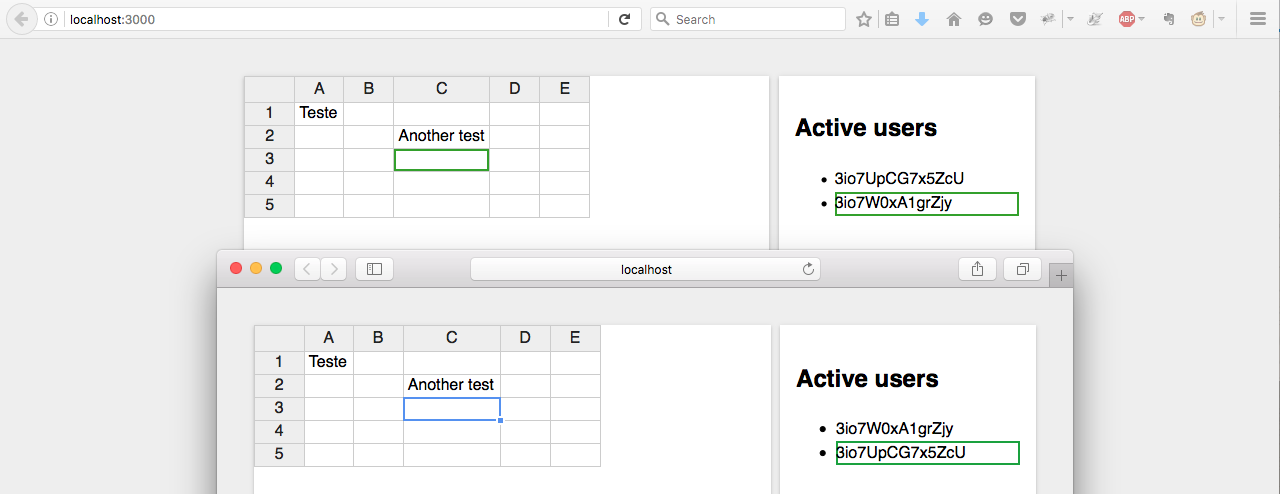 localhost:3000
Search
ABP
A B C D E
1 Teste
2 Another test
3
4
5
Active users
3io7UpCG7x5ZcU
3io7W0xA1grZjy
localhost
A B C D E
1 Teste
2 Another test
3
4
5
Active users
3io7W0xA1grZjy
3io7UpCG7x5ZcU